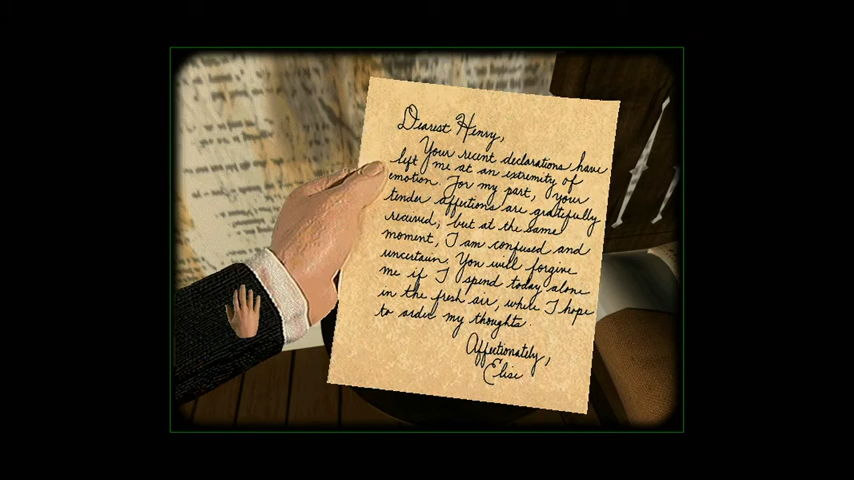 Dearest Henry,
Your recent declarations have
left me at an extremity of
emotion. For my part, your
tender affections are gratefully
received, but at the same
moment, I am confused and
uncertain. You will forgive
me if I spend today alone
in the fresh air, where I hope
to order my thoughts.
Affectionately,
Elise